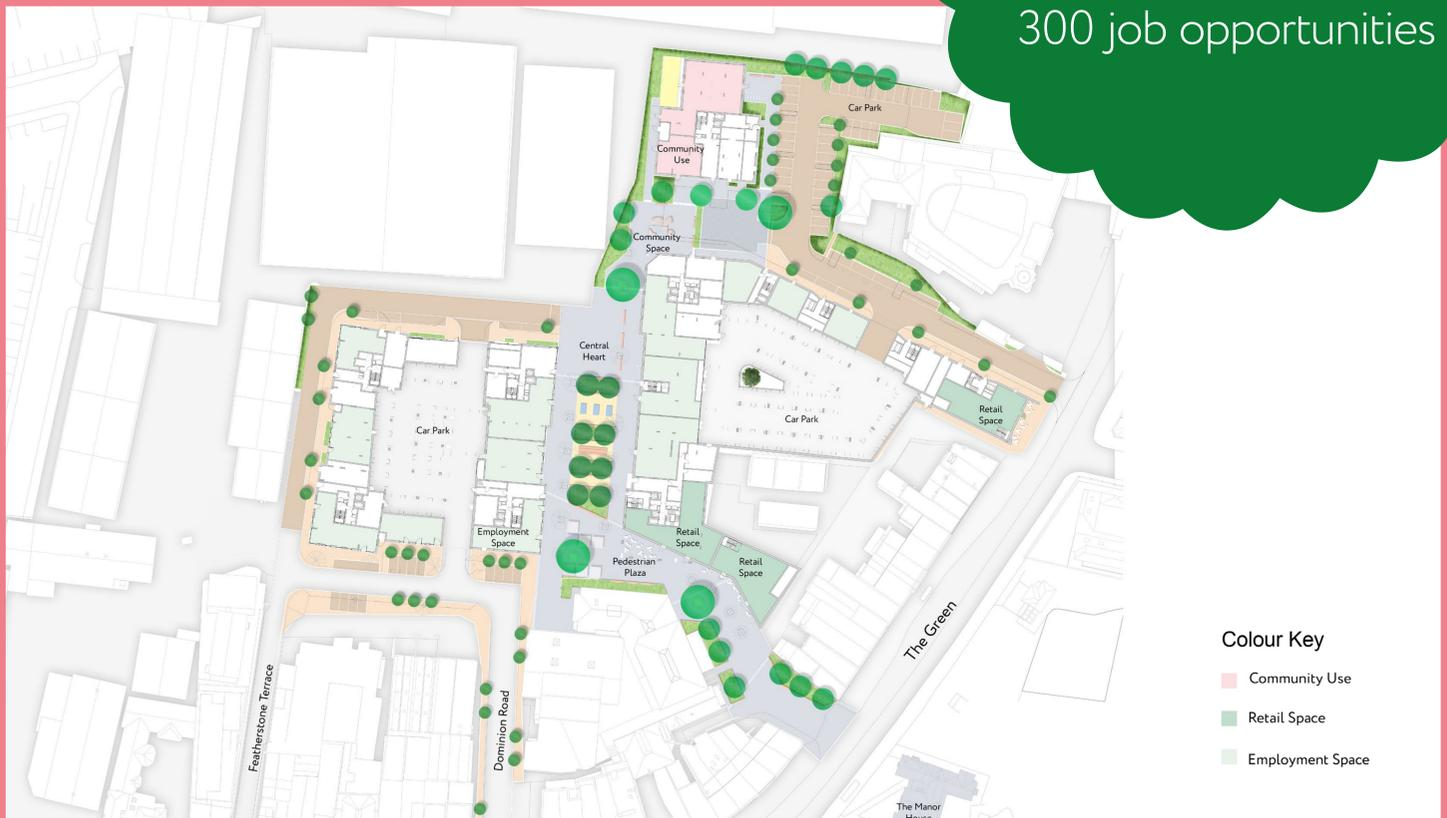 300 job opportunities
Car Park
Community
Use
Community
Space
Central
Heart
Car Park
Car Park
Retail
Space
Employment
Space
Retail
Space
Retail
Space
Pedestrian
Plaza
The Green
Featherstone Terrace
Dominion Road
The Manor
House
Colour Key
Community Use
Retail Space
Employment Space